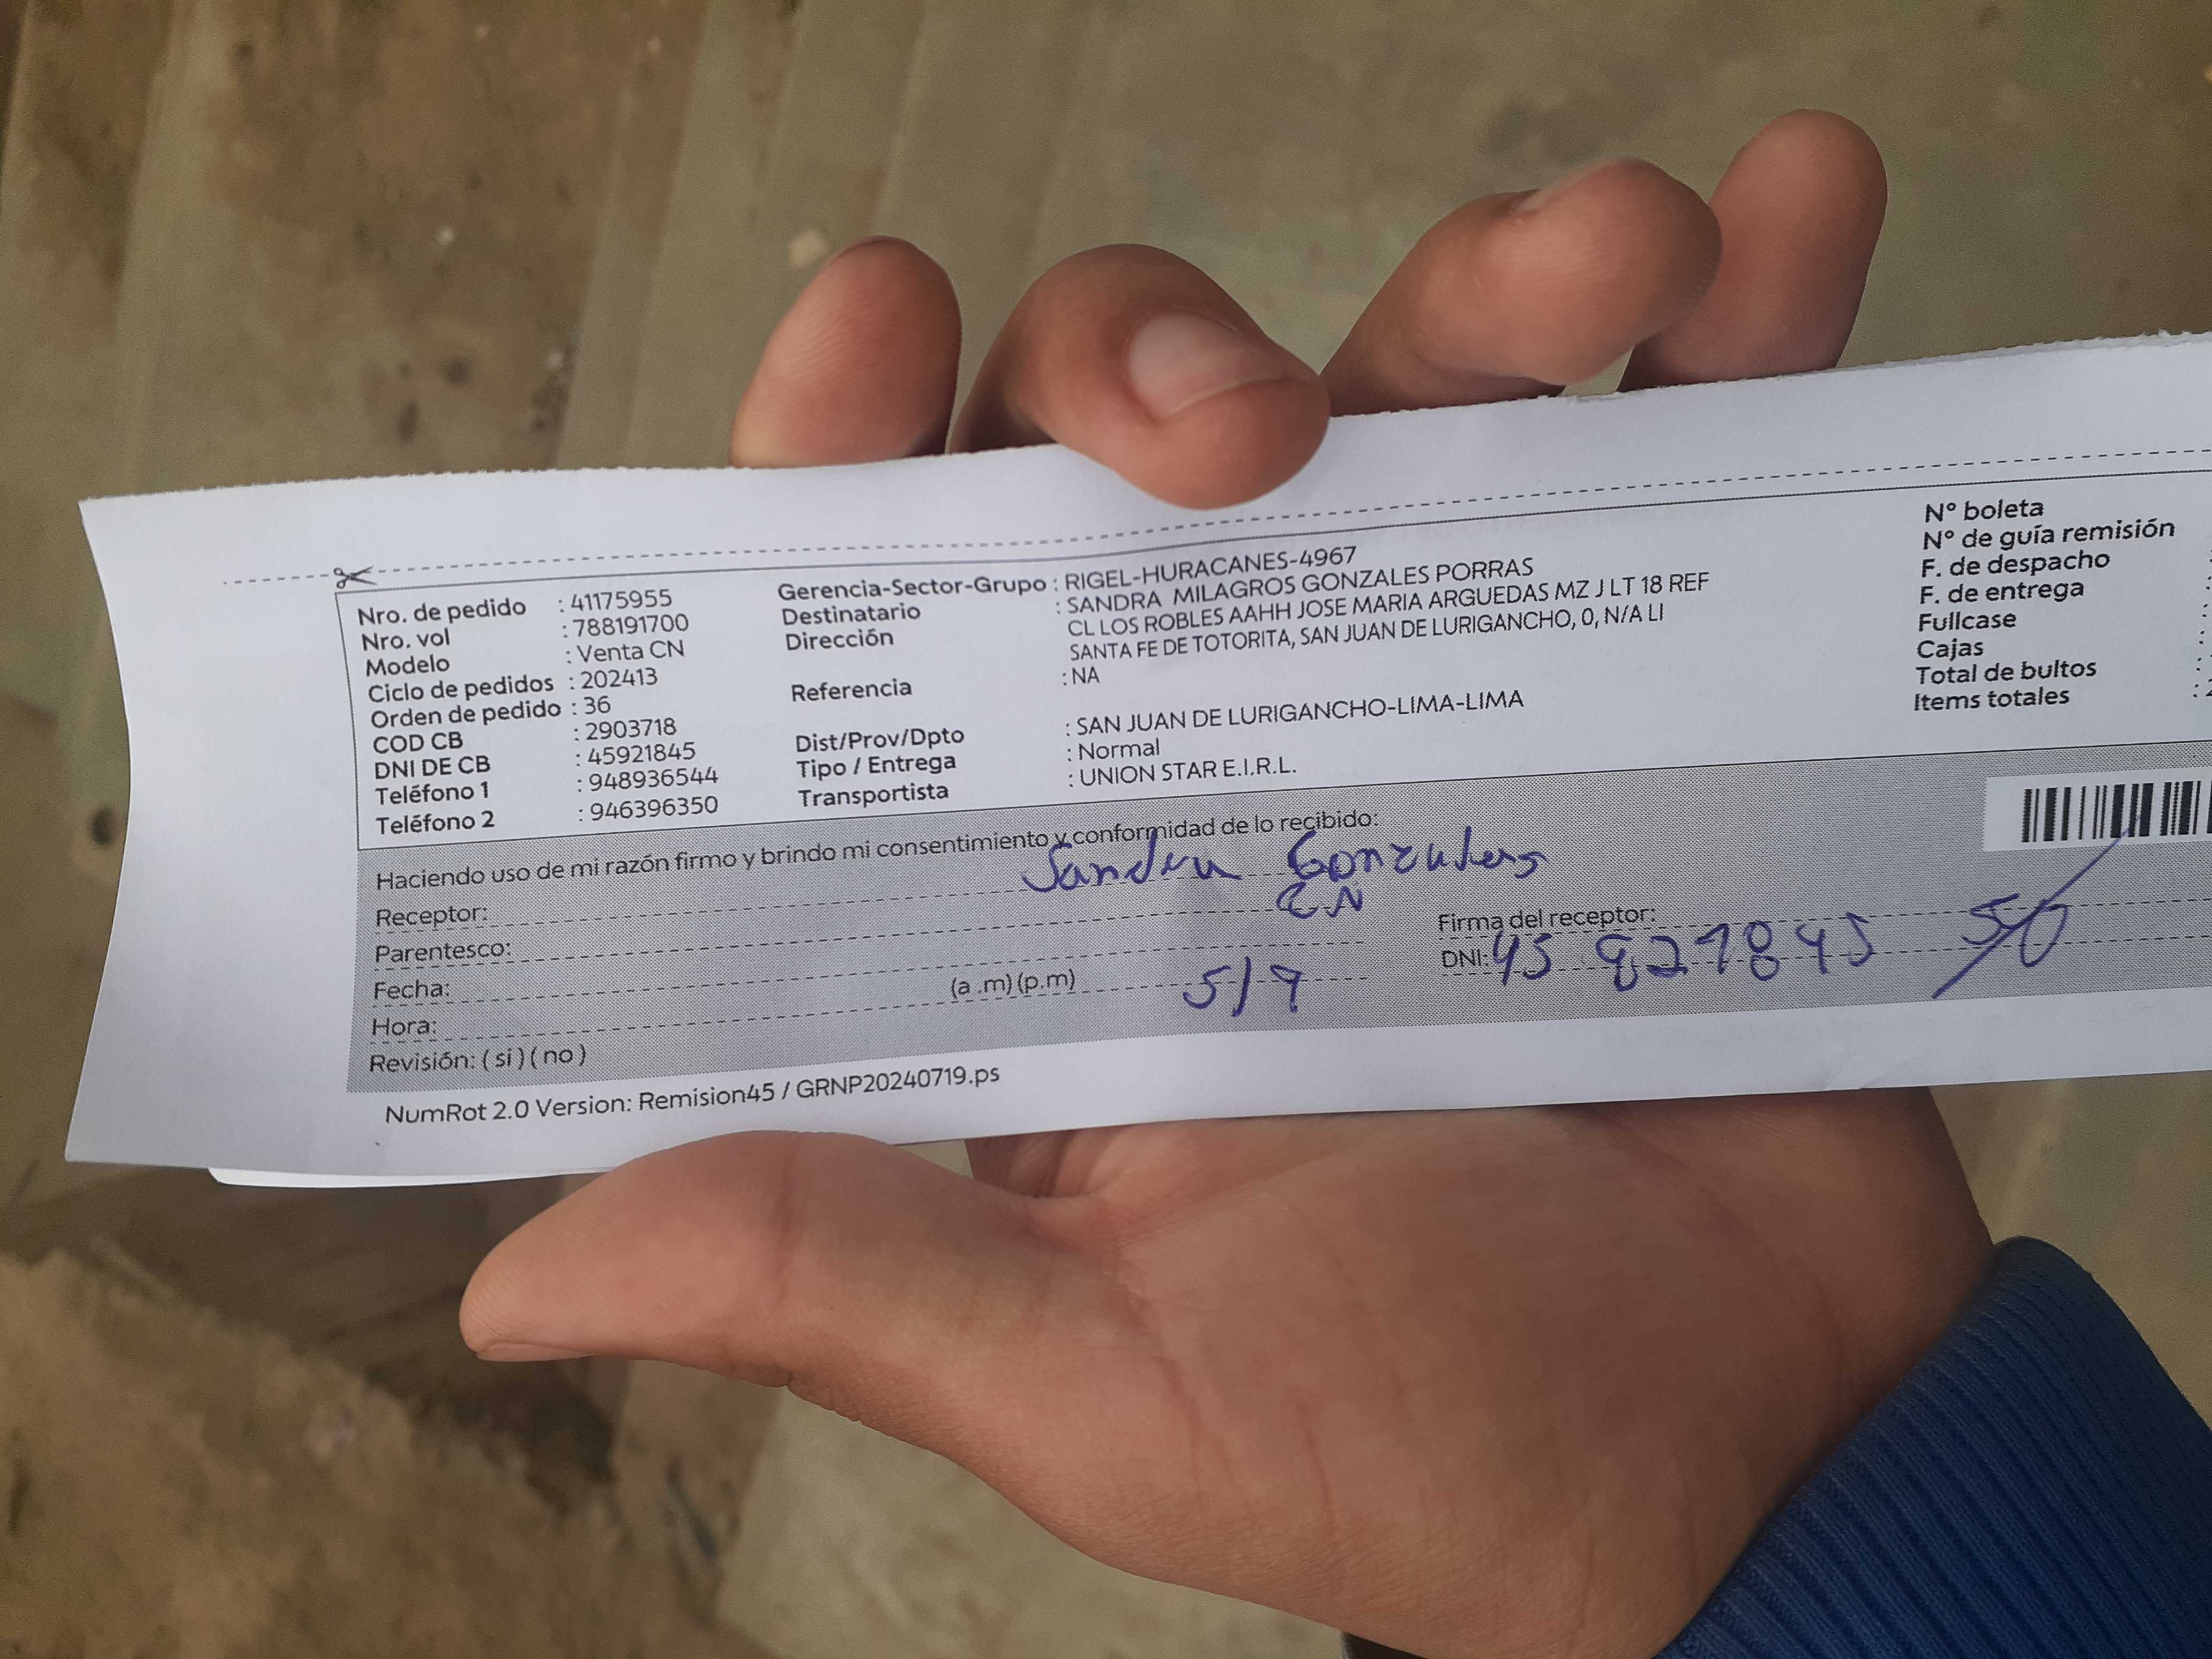 Nro. de pedido : 41175955
Nro. vol : 788191700
Modelo : Venta CN
Ciclo de pedidos : 202413
Orden de pedido : 36
COD CB : 2903718
DNI DE CB : 45921845
Teléfono 1 : 948936544
Teléfono 2 : 946396350
Gerencia-Sector-Grupo : RIGEL-HURACANES-4967
Destinatario : SANDRA MILAGROS GONZALES PORRAS
Dirección CL LOS ROBLES AAHH JOSE MARIA ARGUEDAS MZ J LT 18 REF
SANTA FE DE TOTORITA, SAN JUAN DE LURIGANCHO, 0, N/A LI
Referencia : NA
Dist/Prov/Dpto : SAN JUAN DE LURIGANCHO-LIMA-LIMA
Tipo / Entrega : Normal
Transportista : UNION STAR E.I.R.L.
N° boleta
N° de guía remisión
F. de despacho :
F. de entrega :
Fullcase :
Cajas :
Total de bultos :
Items totales :
Haciendo uso de mi razón firmo y brindo mi consentimiento y conformidad de lo recibido:
Receptor: Sandra Gonzales
Parentesco: CN
Fecha: 5/9
Hora: (a .m) (p.m)
Revisión: ( si ) ( no )
Firma del receptor:
DNI: 45 921845
NumRot 2.0 Version: Remision45 / GRNP20240719.ps